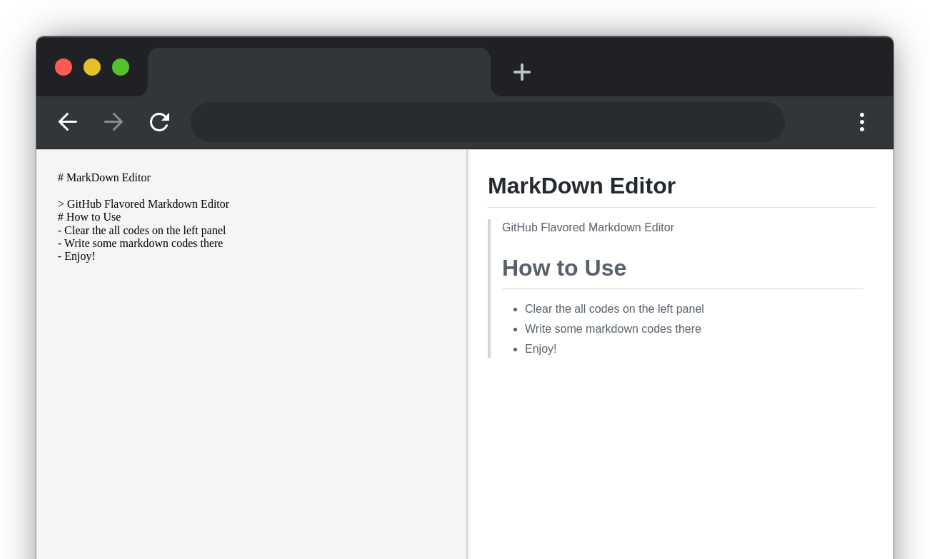 # MarkDown Editor
> GitHub Flavored Markdown Editor
# How to Use
- Clear the all codes on the left panel
- Write some markdown codes there
- Enjoy!
MarkDown Editor
GitHub Flavored Markdown Editor
How to Use
Clear the all codes on the left panel
Write some markdown codes there
Enjoy!